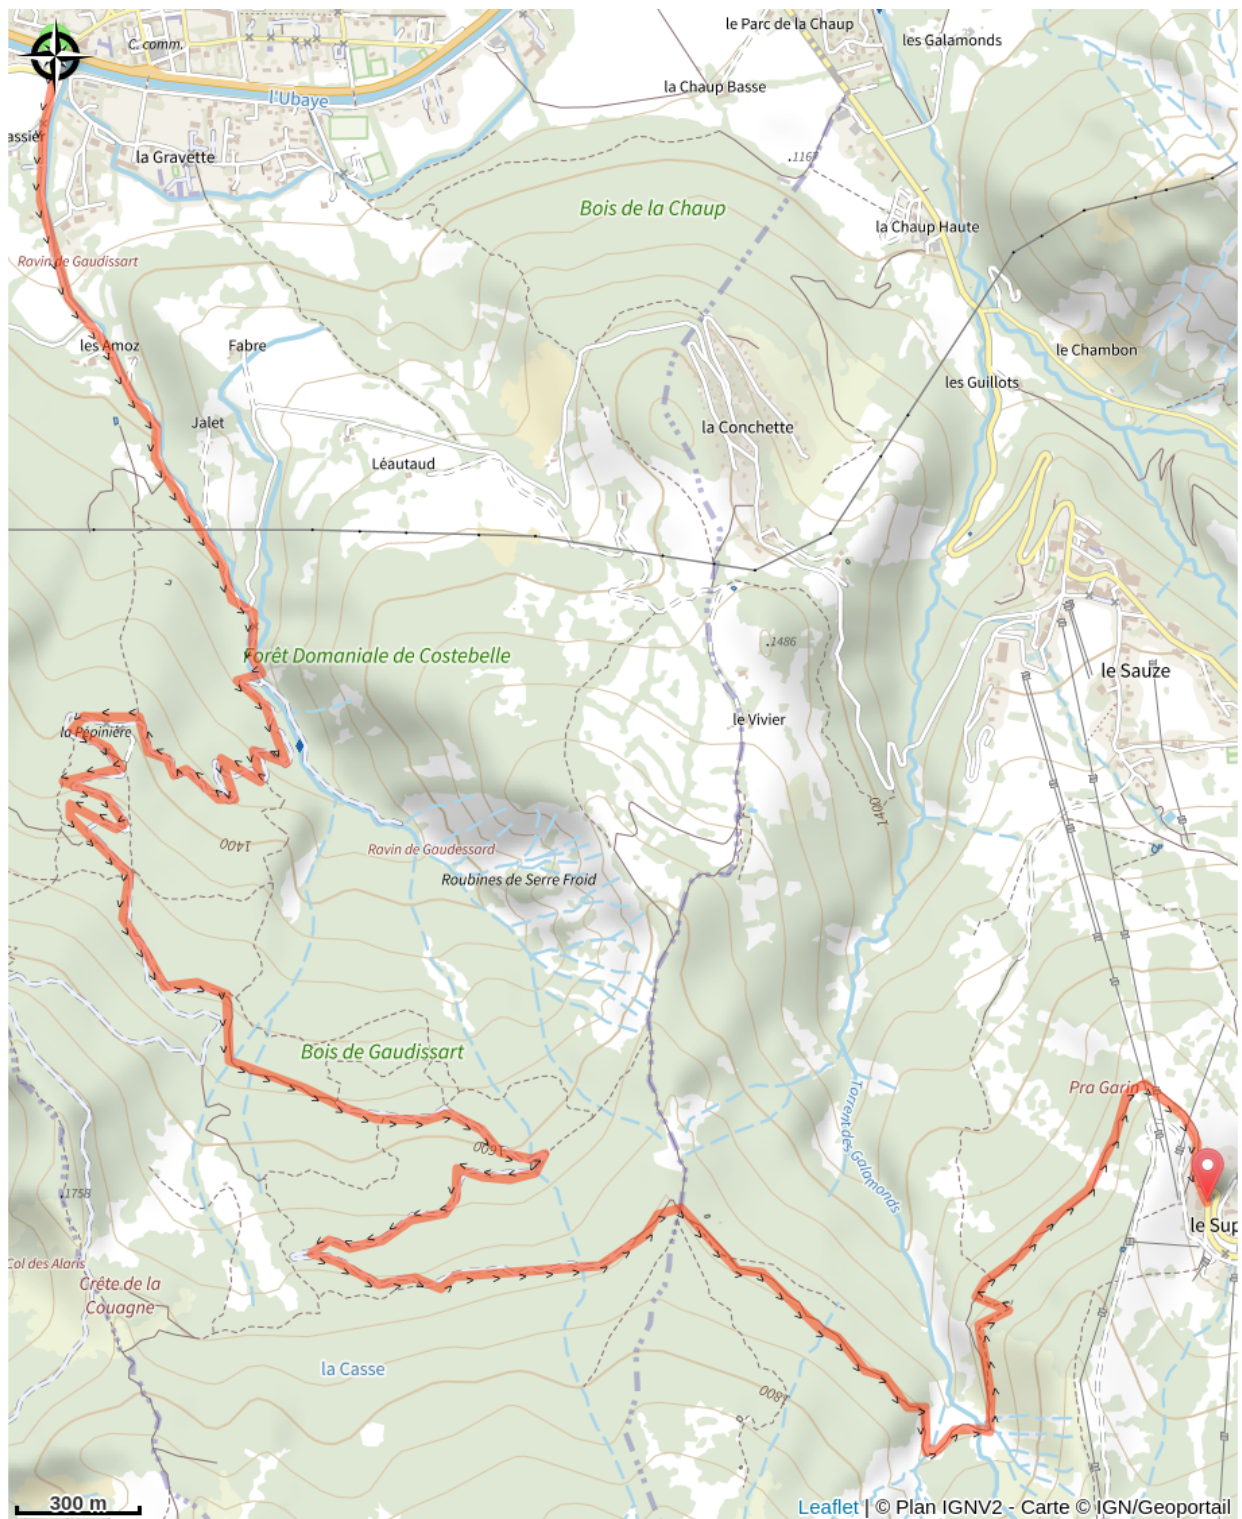 le Parc de la Chaup
C. comm.
les Galamonds
la Chaup Basse
l'Ubaye
assier
la Gravette
.1167
Bois de la Chaup
la Chaup Haute
Ravin de Gaudissart
les Amoz
Fabre
le Chambon
les Guillots
Jalet
la Conchette
Léautaud
.1486
Forêt Domaniale de Costebelle
le Sauze
le Vivier
la Pépinière
1400
1400
Ravin de Gaudessard
Roubines de Serre Froid
Bois de Gaudissart
Pra Garin
Torrent des Galamonds
1600
.1758
le Sup
Col des Alaris
Crête de la
Couagne
la Casse
1800
300 m
Leaflet | © Plan IGNV2 - Carte © IGN/Geoportail